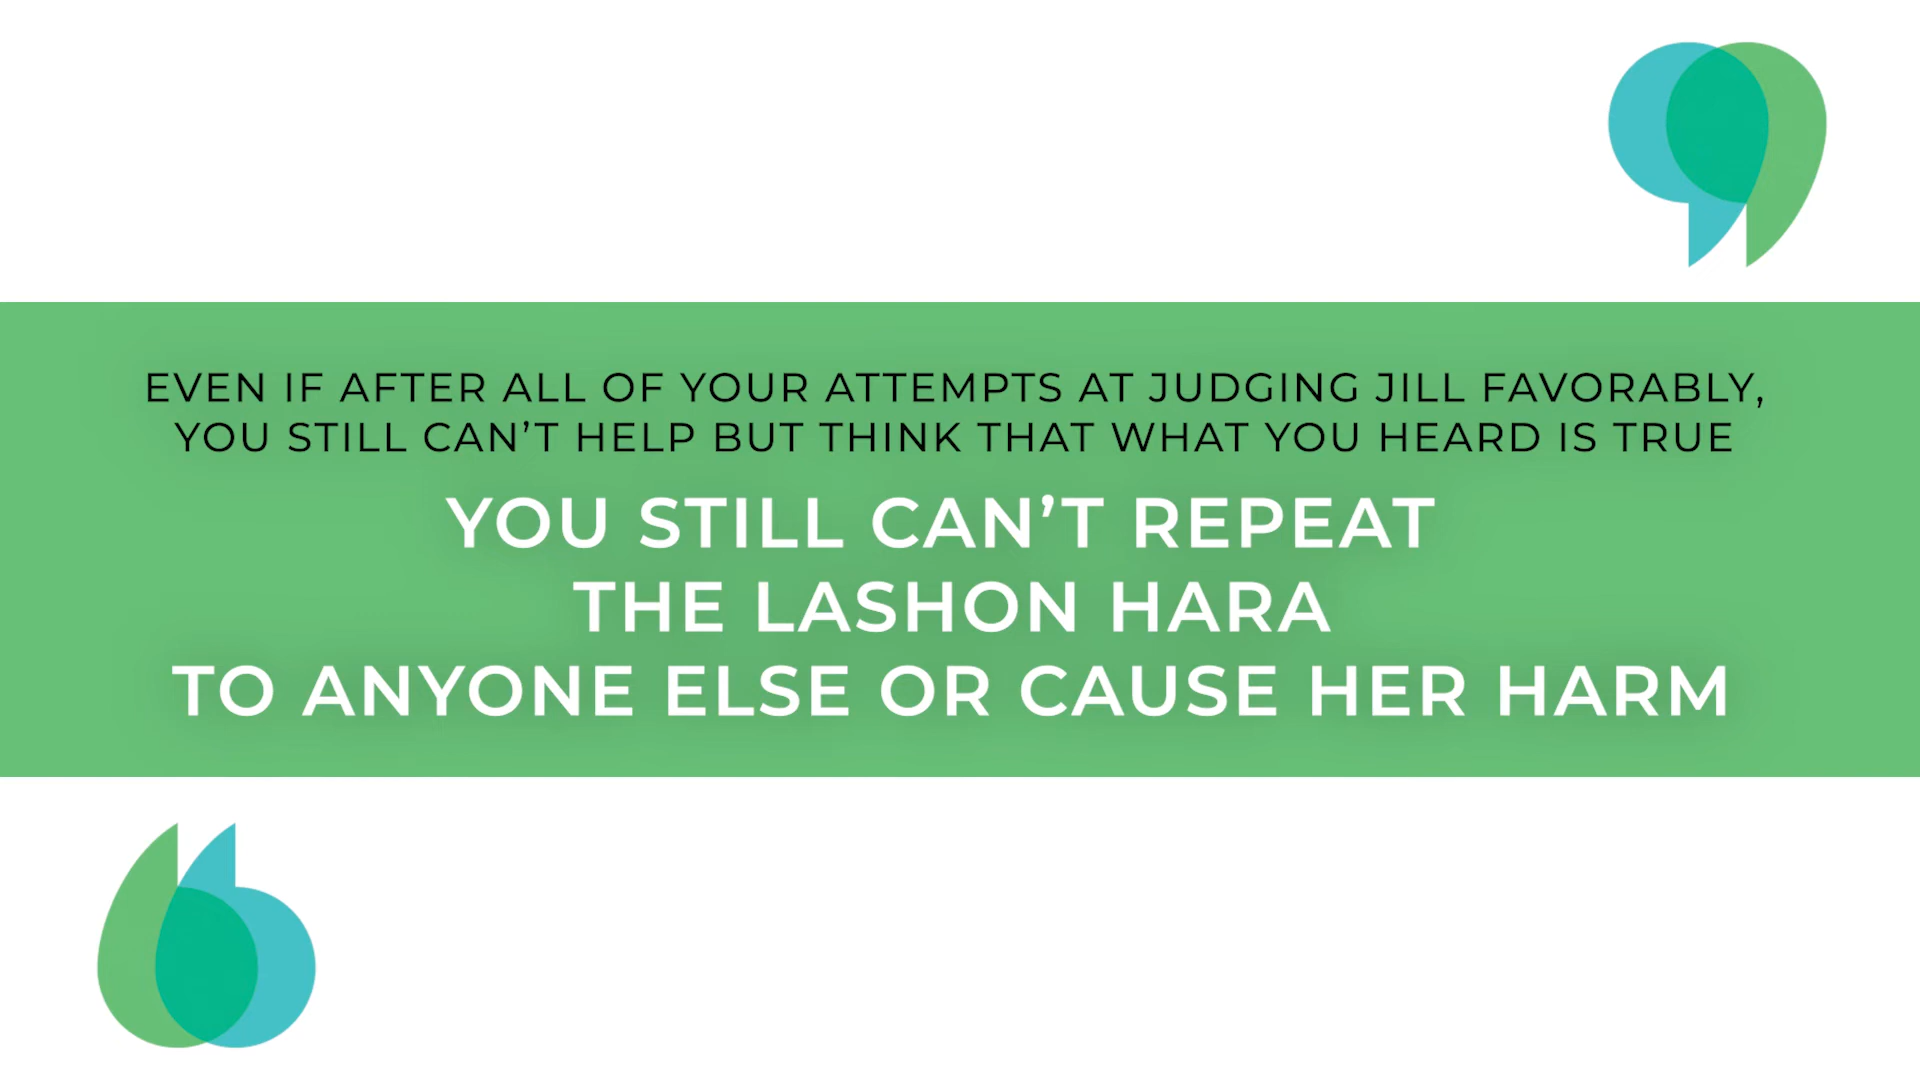 EVEN IF AFTER ALL OF YOUR ATTEMPTS AT JUDGING JILL FAVORABLY,
YOU STILL CAN’T HELP BUT THINK THAT WHAT YOU HEARD IS TRUE
YOU STILL CAN’T REPEAT
THE LASHON HARA
TO ANYONE ELSE OR CAUSE HER HARM